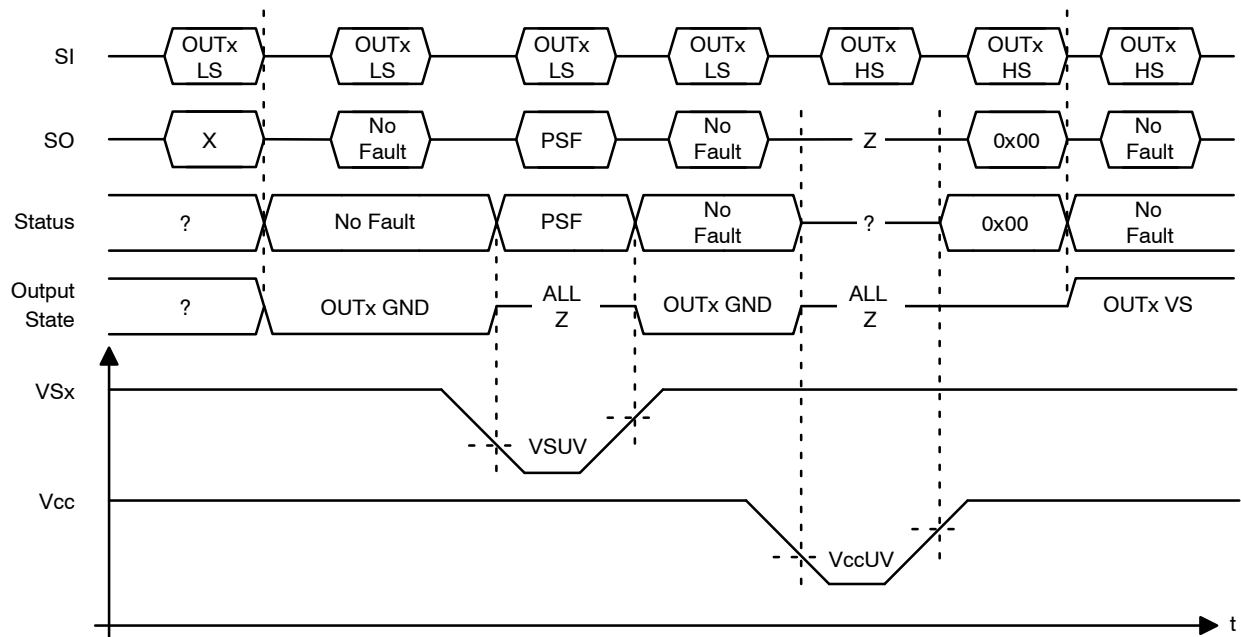 SI
OUTx
LS
OUTx
LS
OUTx
LS
OUTx
LS
OUTx
HS
OUTx
HS
OUTx
HS
SO
X
No
Fault
PSF
No
Fault
Z
0x00
No
Fault
Status
?
No Fault
PSF
No
Fault
?
0x00
No
Fault
Output
State
?
OUTx GND
ALL
Z
OUTx GND
ALL
Z
OUTx VS
VSx
VSUV
Vcc
VccUV
t